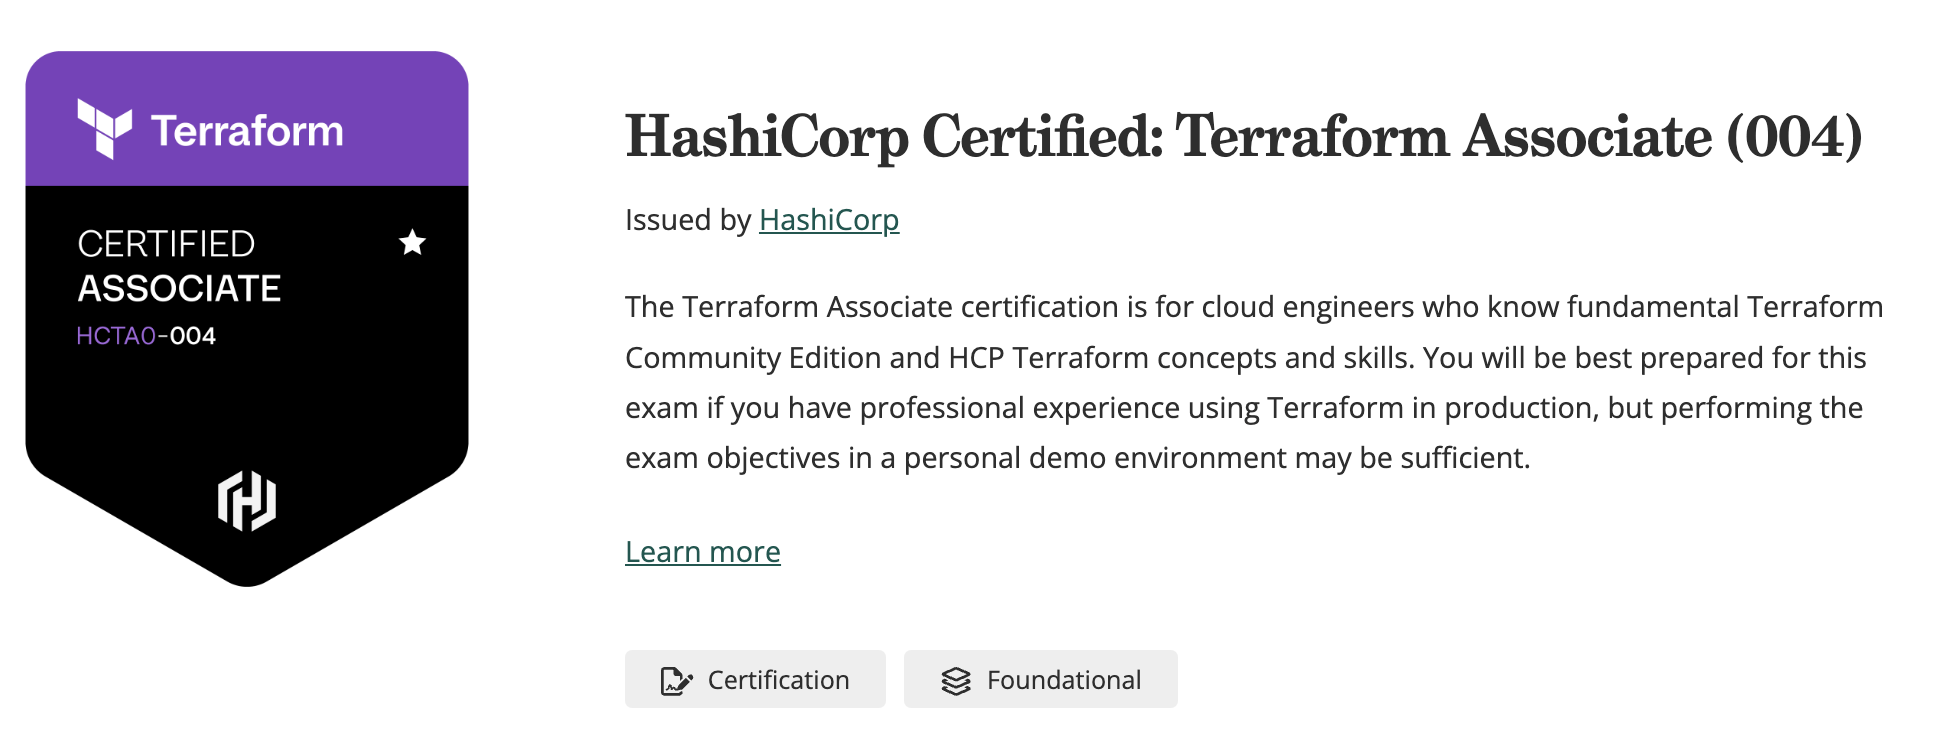 Terraform
CERTIFIED
ASSOCIATE
HCTA0-004
HashiCorp Certified: Terraform Associate (004)
Issued by HashiCorp
The Terraform Associate certification is for cloud engineers who know fundamental Terraform
Community Edition and HCP Terraform concepts and skills. You will be best prepared for this
exam if you have professional experience using Terraform in production, but performing the
exam objectives in a personal demo environment may be sufficient.
Learn more
Certification
Foundational